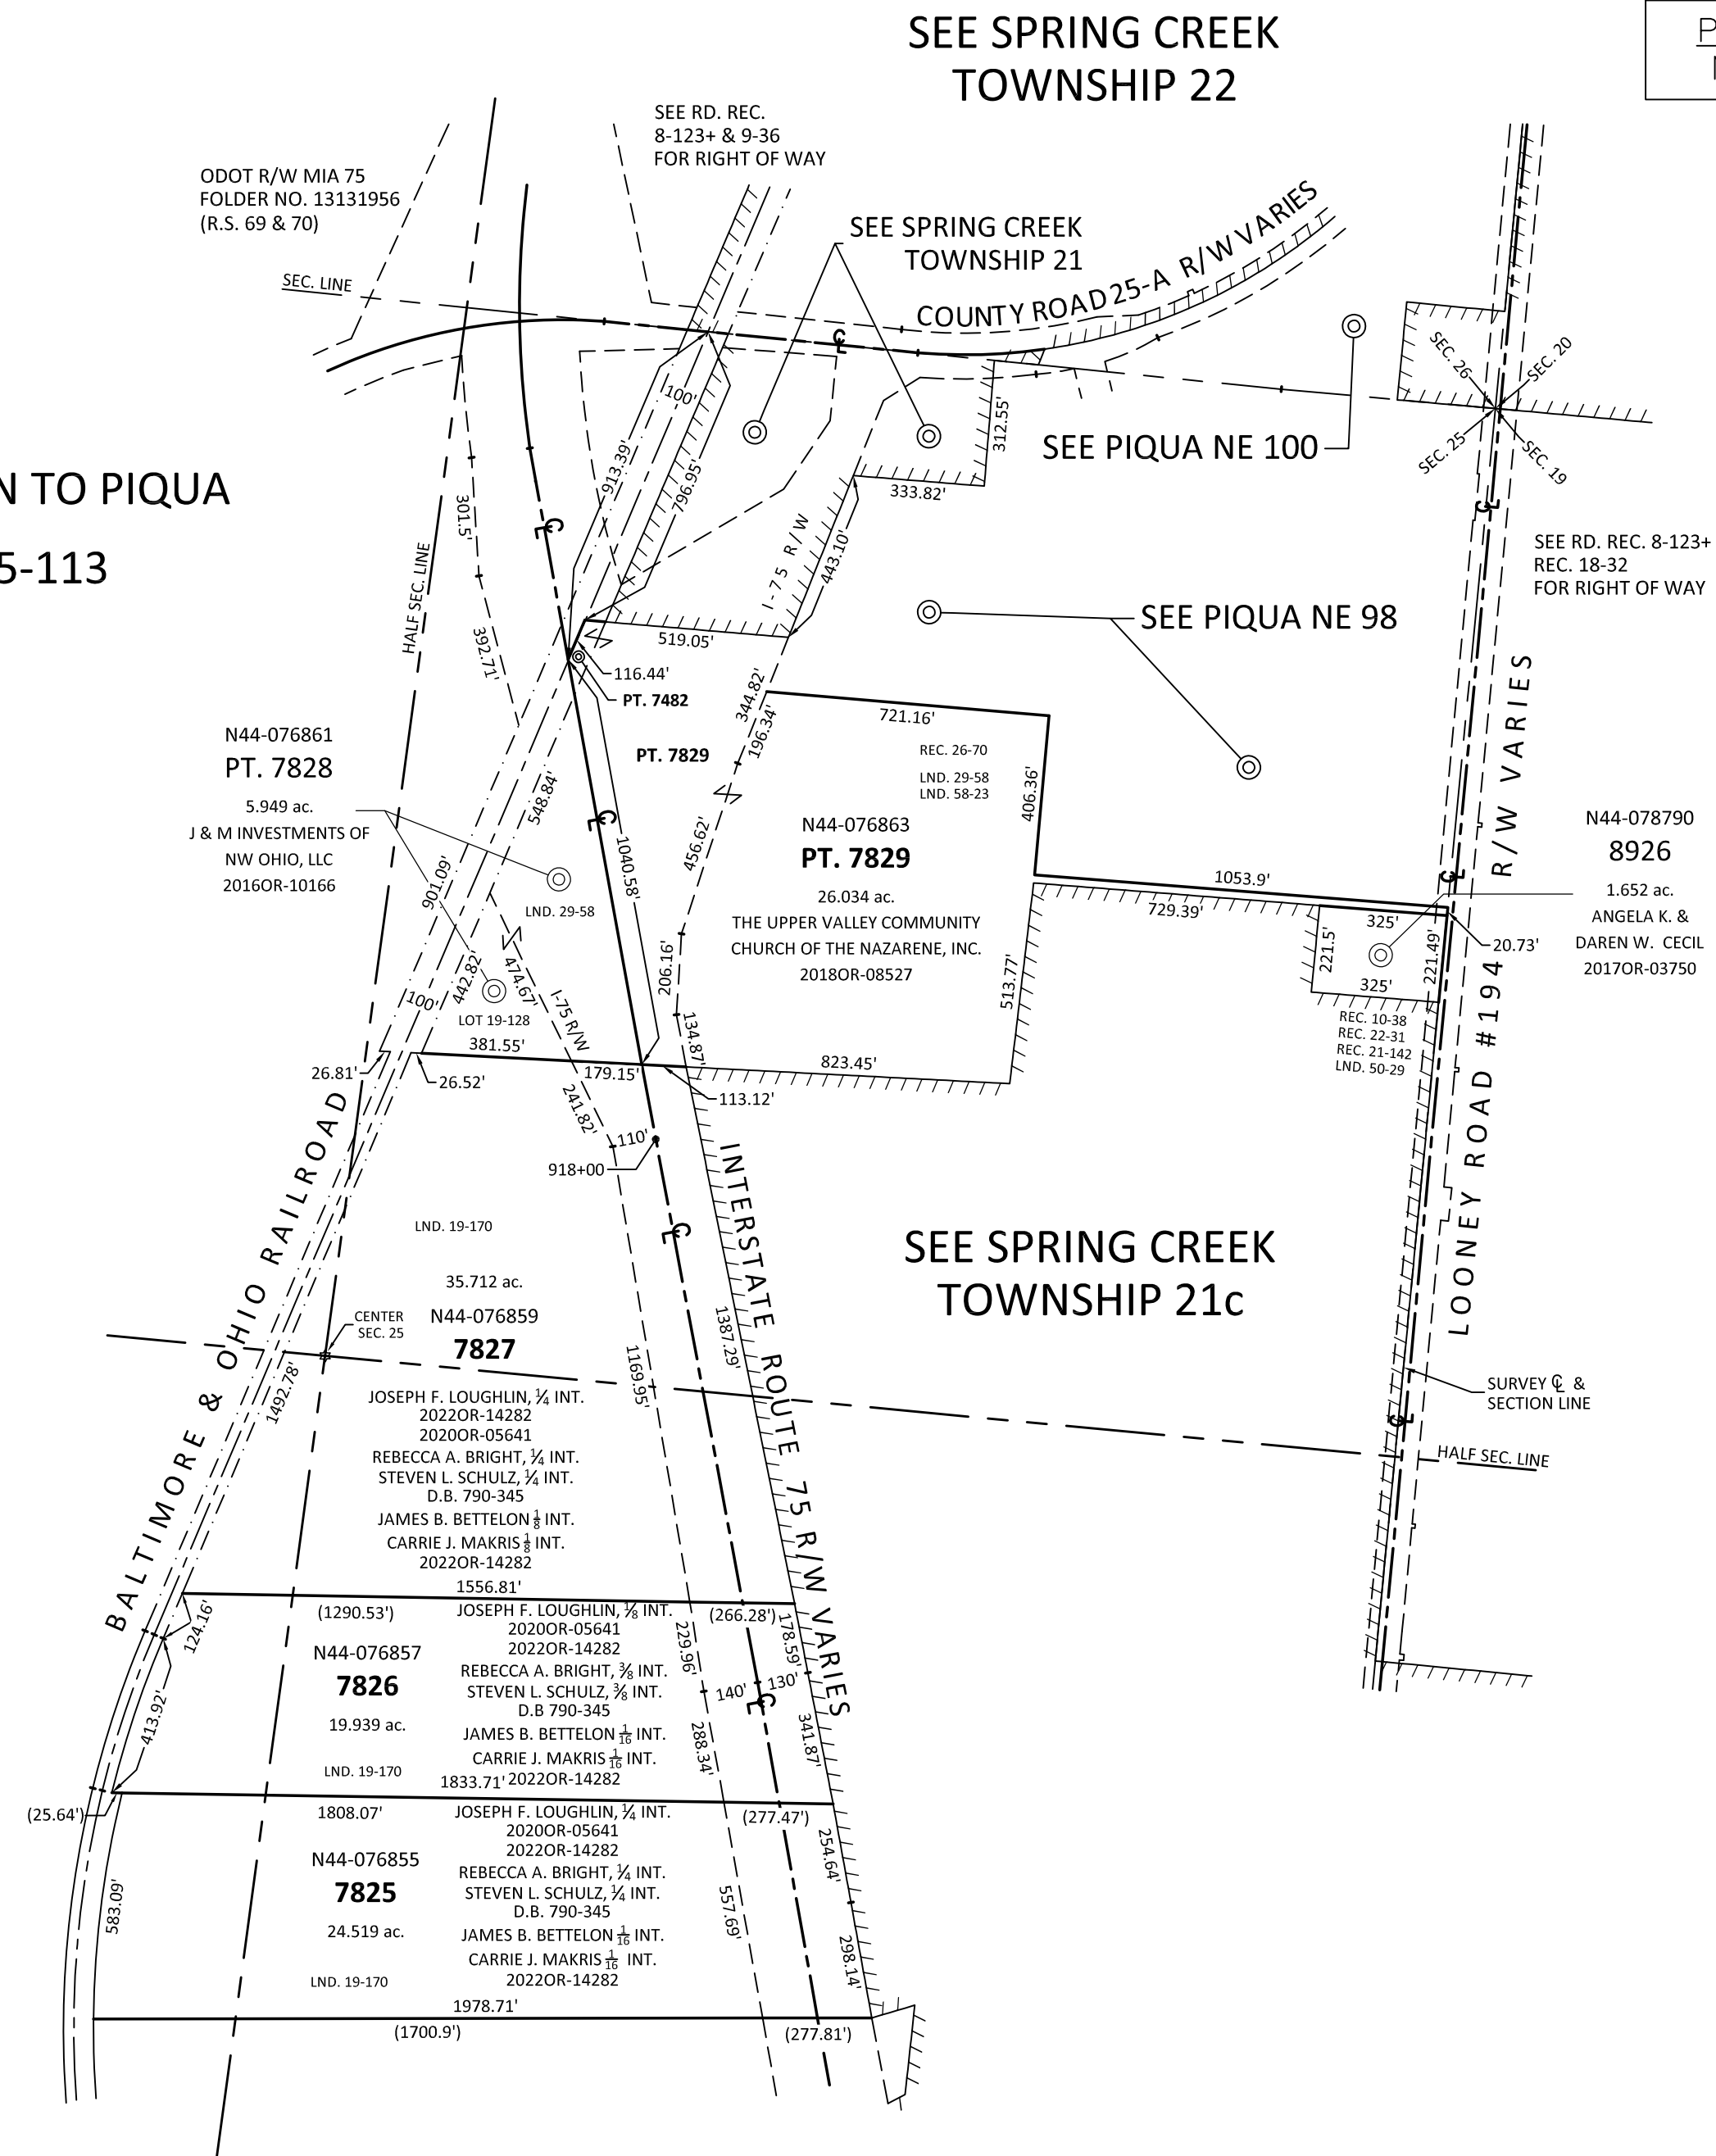 SEE SPRING CREEK
TOWNSHIP 22
SEE RD. REC.
8-123+ & 9-36
FOR RIGHT OF WAY
ODOT R/W MIA 75
FOLDER NO. 13131956
(R.S. 69 & 70)
SEE SPRING CREEK
TOWNSHIP 21
COUNTY ROAD 25-A R/W VARIES
SEC. LINE
℄
100'
SEC. 26
SEC. 20
SEC. 25
SEC. 19
312.55'
333.82'
SEE PIQUA NE 100
N TO PIQUA
5-113
913.39'
796.95'
301.5'
℄
℄
I-75 R/W
443.10'
HALF SEC. LINE
SEE RD. REC. 8-123+
REC. 18-32
FOR RIGHT OF WAY
SEE PIQUA NE 98
519.05'
392.71'
116.44'
PT. 7482
344.82'
196.34'
721.16'
PT. 7829
REC. 26-70
LND. 29-58
LND. 58-23
406.36'
N44-076861
PT. 7828
5.949 ac.
J & M INVESTMENTS OF
NW OHIO, LLC
2016OR-10166
548.84'
℄
1040.58'
456.62'
N44-076863
PT. 7829
26.034 ac.
THE UPPER VALLEY COMMUNITY
CHURCH OF THE NAZARENE, INC.
2018OR-08527
N44-078790
8926
1.652 ac.
ANGELA K. &
DAREN W. CECIL
2017OR-03750
℄
1053.9'
729.39'
325'
20.73'
221.5'
221.49'
325'
REC. 10-38
REC. 22-31
REC. 21-142
LND. 50-29
901.09'
LND. 29-58
442.82'
474.67'
I-75 R/W
206.16'
513.77'
100'
LOT 19-128
134.87'
381.55'
26.81'
26.52'
179.15'
823.45'
113.12'
241.82'
110'
918+00
LOONEY ROAD #194 R/W VARIES
INTERSTATE ROUTE 75 R/W VARIES
BALTIMORE & OHIO RAILROAD
℄
LND. 19-170
35.712 ac.
SEE SPRING CREEK
TOWNSHIP 21c
CENTER
SEC. 25
N44-076859
7827
1387.29'
1169.95'
1492.78'
SURVEY ℄ &
SECTION LINE
℄
HALF SEC. LINE
JOSEPH F. LOUGHLIN, ¼ INT.
2022OR-14282
2020OR-05641
REBECCA A. BRIGHT, ¼ INT.
STEVEN L. SCHULZ, ¼ INT.
D.B. 790-345
JAMES B. BETTELON ⅛ INT.
CARRIE J. MAKRIS ⅛ INT.
2022OR-14282
1556.81'
(1290.53')
(266.28')
124.16'
229.96'
178.59'
JOSEPH F. LOUGHLIN, ⅛ INT.
2020OR-05641
2022OR-14282
N44-076857
7826
19.939 ac.
REBECCA A. BRIGHT, ⅜ INT.
STEVEN L. SCHULZ, ⅜ INT.
D.B 790-345
JAMES B. BETTELON 1/16 INT.
CARRIE J. MAKRIS 1/16 INT.
2022OR-14282
140'
130'
℄
413.92'
288.34'
341.87'
LND. 19-170
1833.71'
(25.64')
1808.07'
(277.47')
JOSEPH F. LOUGHLIN, ¼ INT.
2020OR-05641
2022OR-14282
N44-076855
7825
24.519 ac.
REBECCA A. BRIGHT, ¼ INT.
STEVEN L. SCHULZ, ¼ INT.
D.B. 790-345
JAMES B. BETTELON 1/16 INT.
CARRIE J. MAKRIS 1/16 INT.
2022OR-14282
254.64'
583.09'
557.69'
298.14'
LND. 19-170
1978.71'
(1700.9')
(277.81')